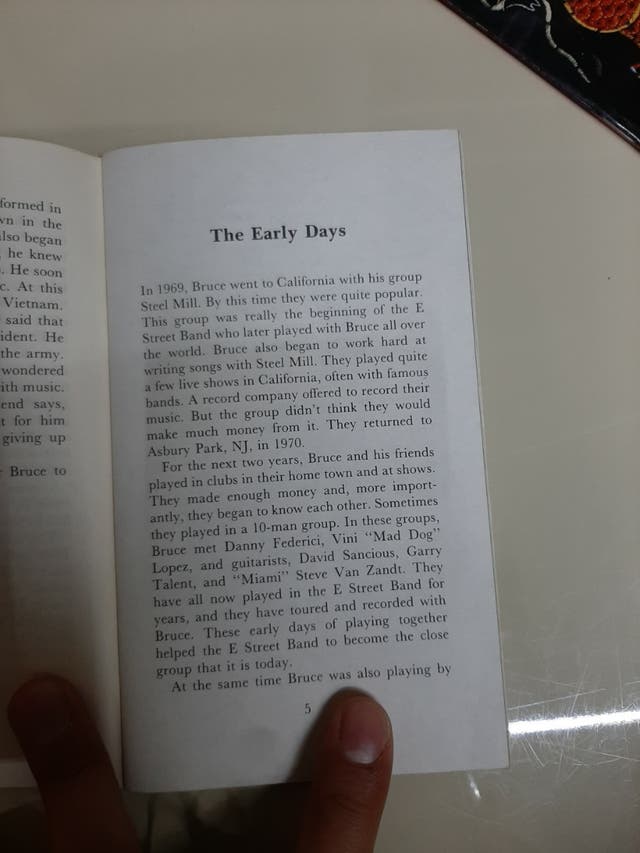 formed in
wn in the
lso began
he knew
. He soon
c. At this
Vietnam.
said that
ident. He
the army.
wondered
ith music.
end says,
t for him
giving up
Bruce to
The Early Days
In 1969, Bruce went to California with his group
Steel Mill. By this time they were quite popular.
This group was really the beginning of the E
Street Band who later played with Bruce all over
the world. Bruce also began to work hard at
writing songs with Steel Mill. They played quite
a few live shows in California, often with famous
bands. A record company offered to record their
music. But the group didn't think they would
make much money from it. They returned to
Asbury Park, NJ, in 1970.
For the next two years, Bruce and his friends
played in clubs in their home town and at shows.
They made enough money and, more import-
antly, they began to know each other. Sometimes
they played in a 10-man group. In these groups,
Bruce met Danny Federici, Vini "Mad Dog"
Lopez, and guitarists, David Sancious, Garry
Talent, and "Miami" Steve Van Zandt. They
have all now played in the E Street Band for
years, and they have toured and recorded with
Bruce. These early days of playing together
helped the E Street Band to become the close
group that it is today.
At the same time Bruce was also playing by
5